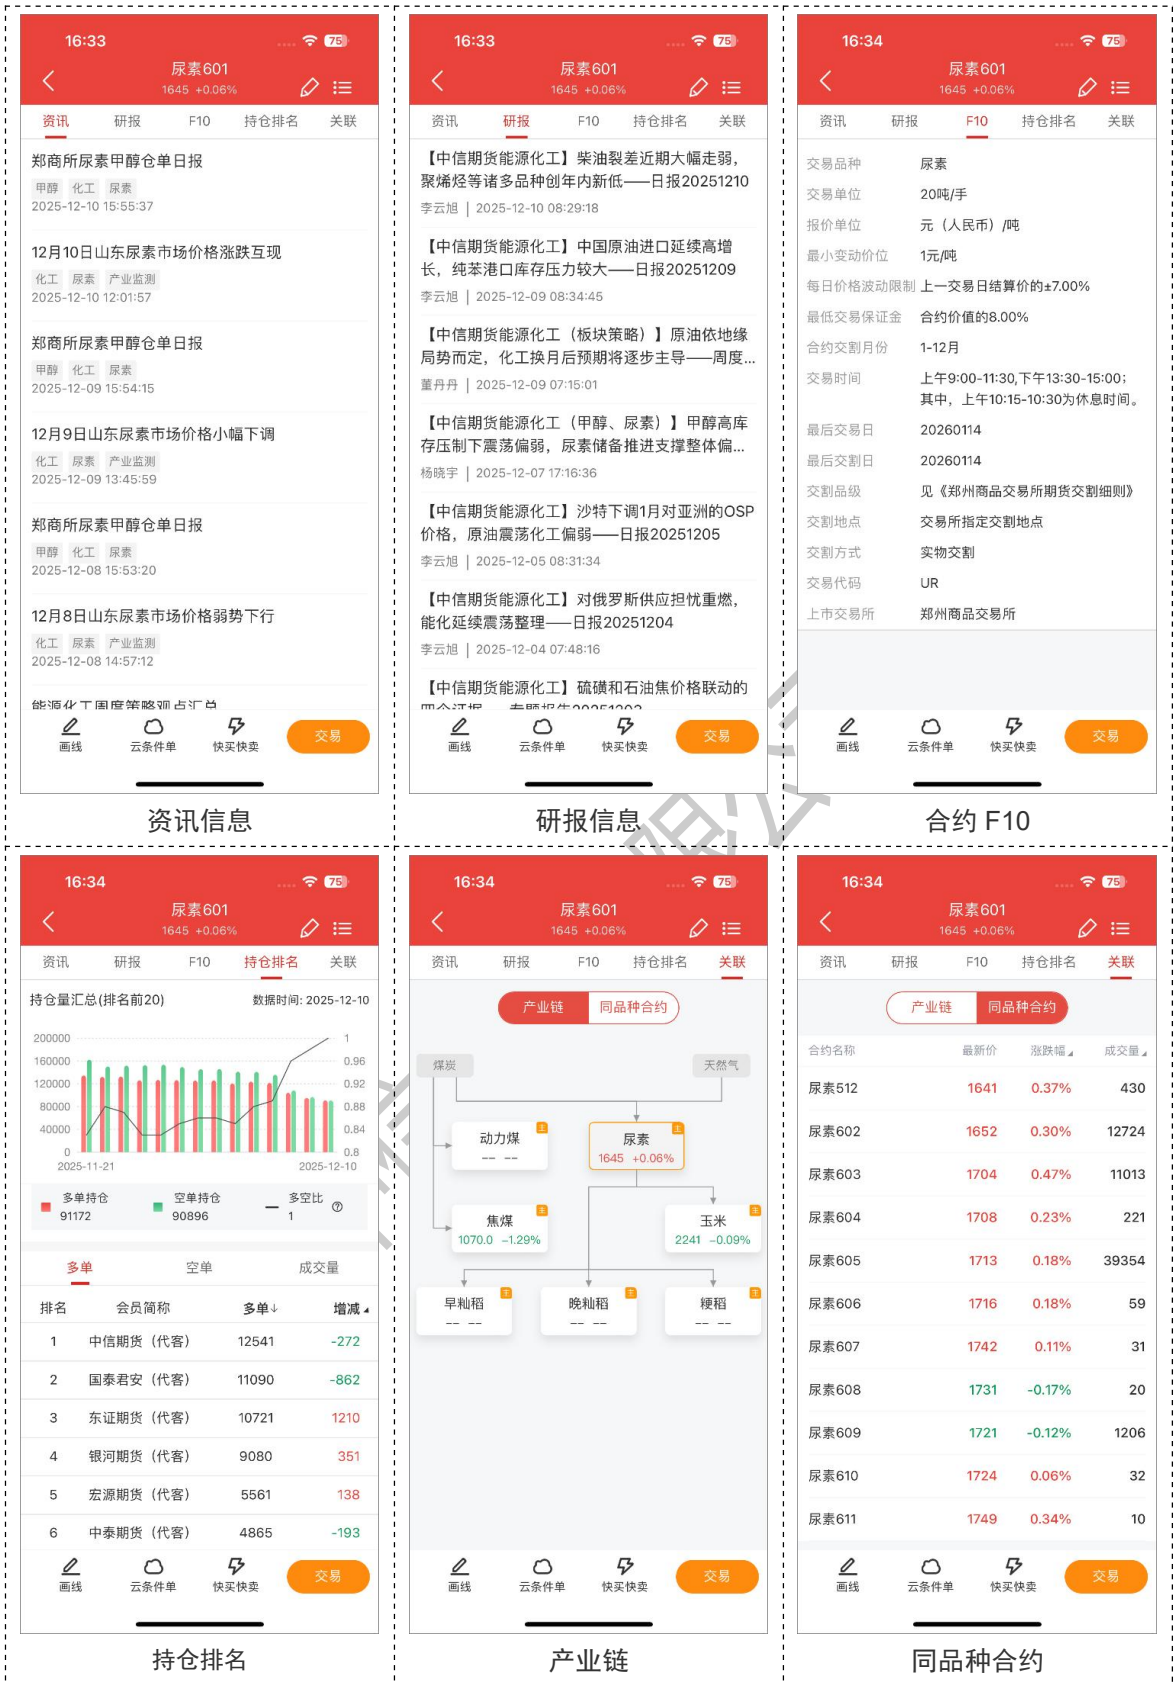 16:33
75
尿素601
1645 +0.06%
资讯 研报 F10 持仓排名 关联
郑商所尿素甲醇仓单日报
甲醇 化工 尿素
2025-12-10 15:55:37
12月10日山东尿素市场价格涨跌互现
化工 尿素 产业监测
2025-12-10 12:01:57
郑商所尿素甲醇仓单日报
甲醇 化工 尿素
2025-12-09 15:54:15
12月9日山东尿素市场价格小幅下调
化工 尿素 产业监测
2025-12-09 13:45:59
郑商所尿素甲醇仓单日报
甲醇 化工 尿素
2025-12-08 15:53:20
12月8日山东尿素市场价格弱势下行
化工 尿素 产业监测
2025-12-08 14:57:12
能源化工周度策略观点汇总
画线 云条件单 快买快卖 交易
资讯信息
16:33
75
尿素601
1645 +0.06%
资讯 研报 F10 持仓排名 关联
【中信期货能源化工】柴油裂差近期大幅走弱，
聚烯烃等诸多品种创年内新低——日报20251210
李云旭 | 2025-12-10 08:29:18
【中信期货能源化工】中国原油进口延续高增
长，纯苯港口库存压力较大——日报20251209
李云旭 | 2025-12-09 08:34:45
【中信期货能源化工（板块策略）】原油依地缘
局势而定，化工换月后预期将逐步主导——周度...
董丹丹 | 2025-12-09 07:15:01
【中信期货能源化工（甲醇、尿素）】甲醇高库
存压制下震荡偏弱，尿素储备推进支撑整体偏...
杨晓宇 | 2025-12-07 17:16:36
【中信期货能源化工】沙特下调1月对亚洲的OSP
价格，原油震荡化工偏弱——日报20251205
李云旭 | 2025-12-05 08:31:34
【中信期货能源化工】对俄罗斯供应担忧重燃，
能化延续震荡整理——日报20251204
李云旭 | 2025-12-04 07:48:16
【中信期货能源化工】硫磺和石油焦价格联动的
四个证据——专题报告20251203
画线 云条件单 快买快卖 交易
研报信息
16:34
75
尿素601
1645 +0.06%
资讯 研报 F10 持仓排名 关联
交易品种 尿素
交易单位 20吨/手
报价单位 元（人民币）/吨
最小变动价位 1元/吨
每日价格波动限制 上一交易日结算价的±7.00%
最低交易保证金 合约价值的8.00%
合约交割月份 1-12月
交易时间 上午9:00-11:30,下午13:30-15:00；
其中，上午10:15-10:30为休息时间。
最后交易日 20260114
最后交割日 20260114
交割品级 见《郑州商品交易所期货交割细则》
交割地点 交易所指定交割地点
交割方式 实物交割
交易代码 UR
上市交易所 郑州商品交易所
画线 云条件单 快买快卖 交易
合约 F10
16:34
75
尿素601
1645 +0.06%
资讯 研报 F10 持仓排名 关联
持仓量汇总(排名前20) 数据时间: 2025-12-10
200000 1
160000 0.96
120000 0.92
80000 0.88
40000 0.84
0 0.8
2025-11-21 2025-12-10
多单持仓 空单持仓 多空比
91172 90896 1
多单 空单 成交量
排名 会员简称 多单↓ 增减
1 中信期货（代客） 12541 -272
2 国泰君安（代客） 11090 -862
3 东证期货（代客） 10721 1210
4 银河期货（代客） 9080 351
5 宏源期货（代客） 5561 138
6 中泰期货（代客） 4865 -193
画线 云条件单 快买快卖 交易
持仓排名
16:34
75
尿素601
1645 +0.06%
资讯 研报 F10 持仓排名 关联
产业链 同品种合约
煤炭 天然气
动力煤 主
-- --
尿素 主
1645 +0.06%
焦煤 主
1070.0 -1.29%
玉米 主
2241 -0.09%
早籼稻 主 晚籼稻 主 粳稻 主
-- -- -- -- -- --
画线 云条件单 快买快卖 交易
产业链
16:34
75
尿素601
1645 +0.06%
资讯 研报 F10 持仓排名 关联
产业链 同品种合约
合约名称 最新价 涨跌幅 成交量
尿素512 1641 0.37% 430
尿素602 1652 0.30% 12724
尿素603 1704 0.47% 11013
尿素604 1708 0.23% 221
尿素605 1713 0.18% 39354
尿素606 1716 0.18% 59
尿素607 1742 0.11% 31
尿素608 1731 -0.17% 20
尿素609 1721 -0.12% 1206
尿素610 1724 0.06% 32
尿素611 1749 0.34% 10
画线 云条件单 快买快卖 交易
同品种合约